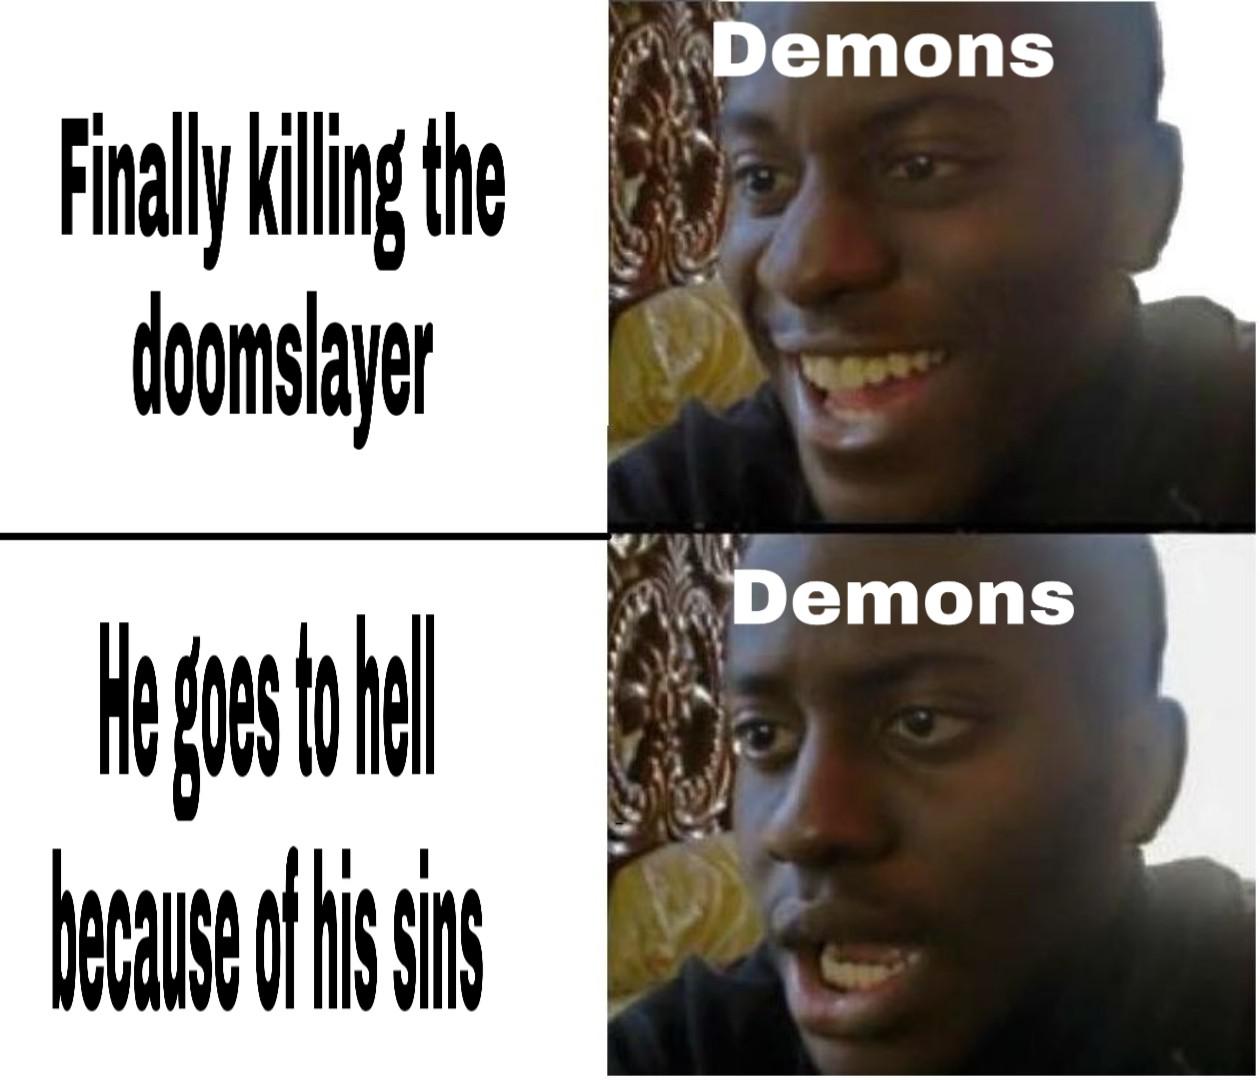 Demons
Finally killing the
doomslayer
Demons
He goes to hell
because of his sins